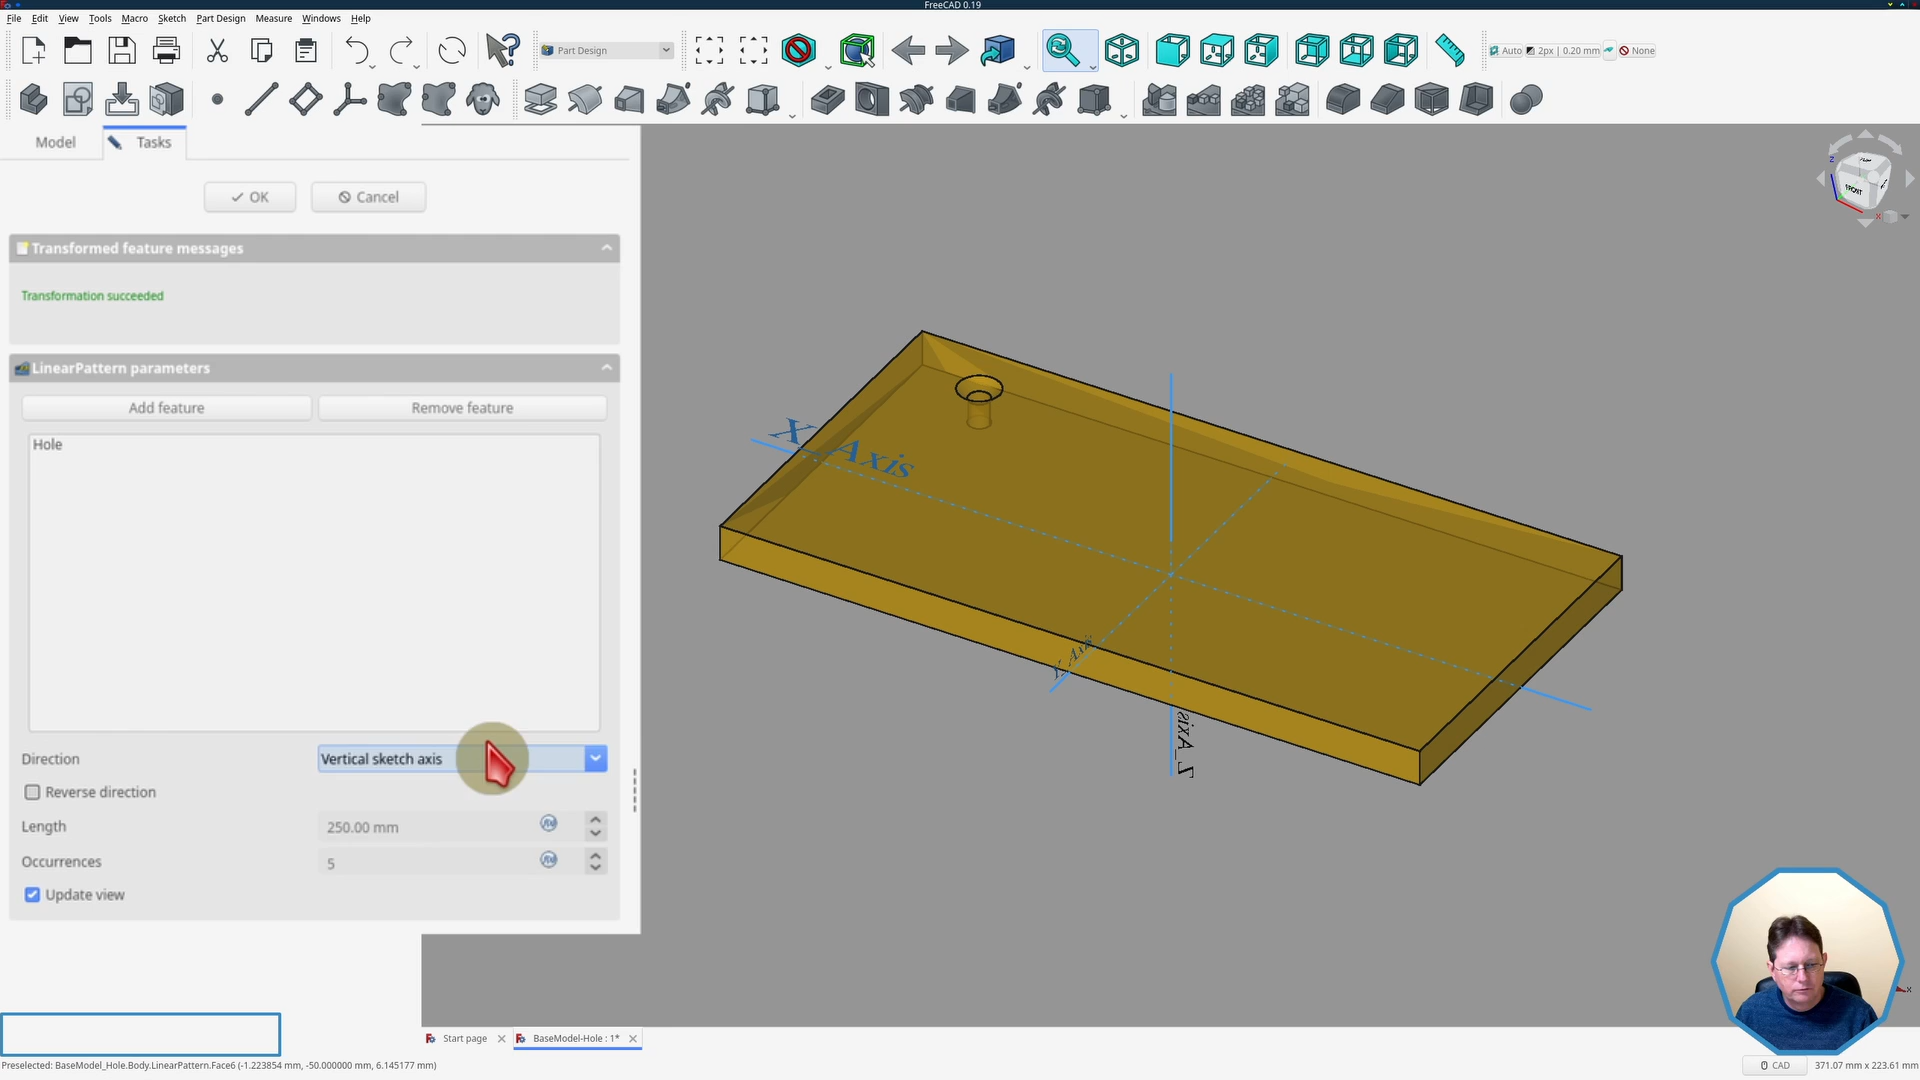 FreeCAD 0.19
File Edit View Tools Macro Sketch Part Design Measure Windows Help
Part Design
Auto 2px | 0.20 mm None
Model Tasks
OK Cancel
Transformed feature messages
Transformation succeeded
LinearPattern parameters
Add feature Remove feature
Hole
Direction Vertical sketch axis
Reverse direction
Length 250.00 mm
Occurrences 5
Update view
X_Axis
Y_Axis
Z_Axis
Z
FRONT
X
X
Start page BaseModel-Hole : 1*
Preselected: BaseModel_Hole.Body.LinearPattern.Face6 (-1.223854 mm, -50.000000 mm, 6.145177 mm)
CAD 371.07 mm x 223.61 mm